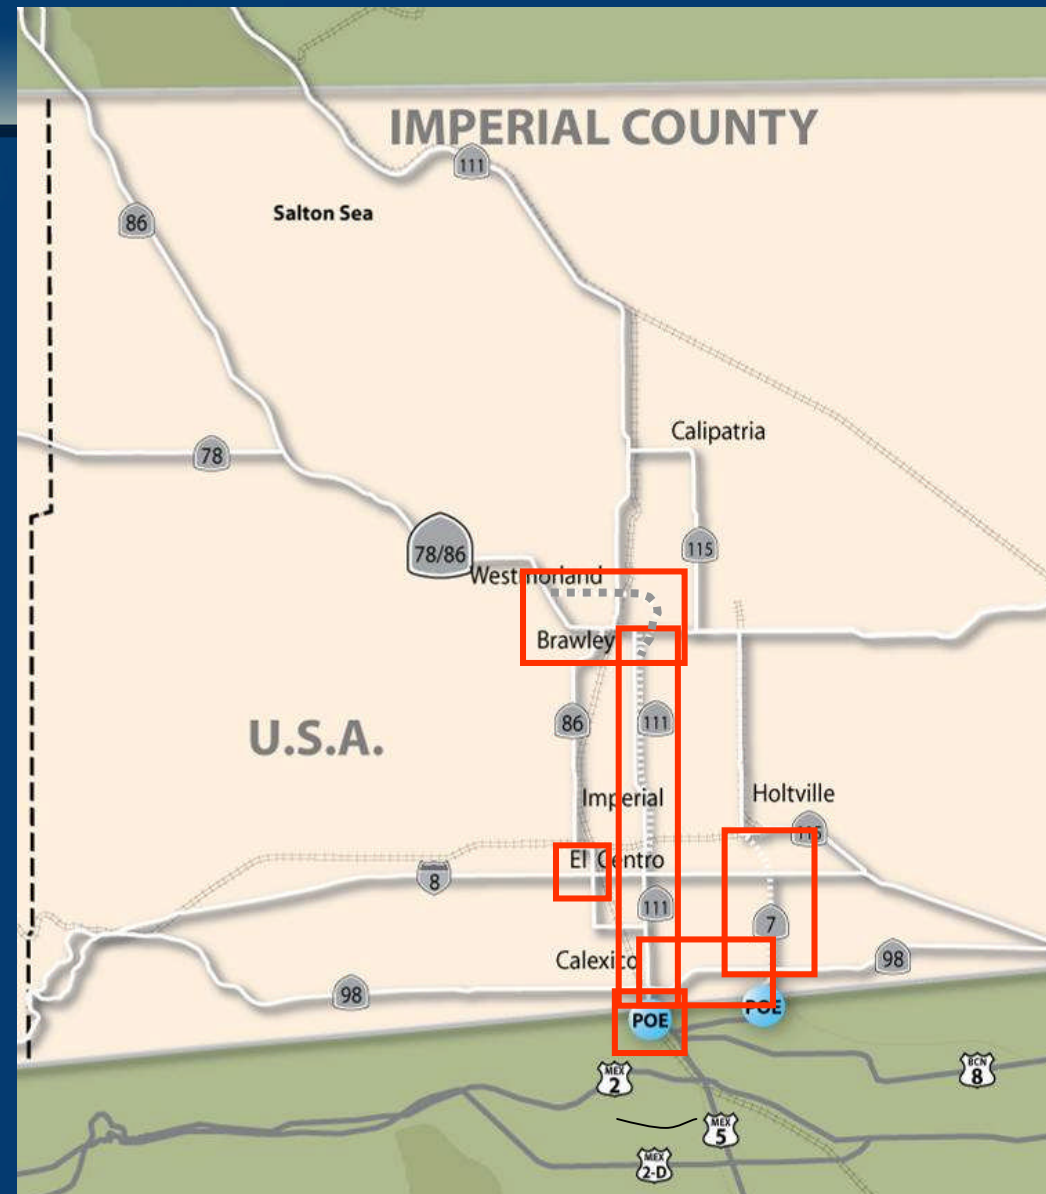 IMPERIAL COUNTY
111
Salton Sea
86
Calipatria
78
115
78/86
Westmorland
Brawley
86
111
U.S.A.
Imperial
Holtville
115
El Centro
8
111
7
Calexico
98
98
POE
POE
MEX
2
BCN
8
MEX
5
MEX
2-D